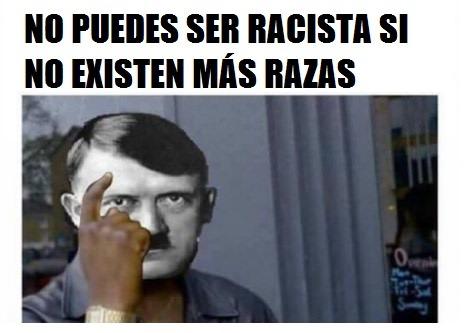 NO PUEDES SER RACISTA SI
NO EXISTEN MÁS RAZAS